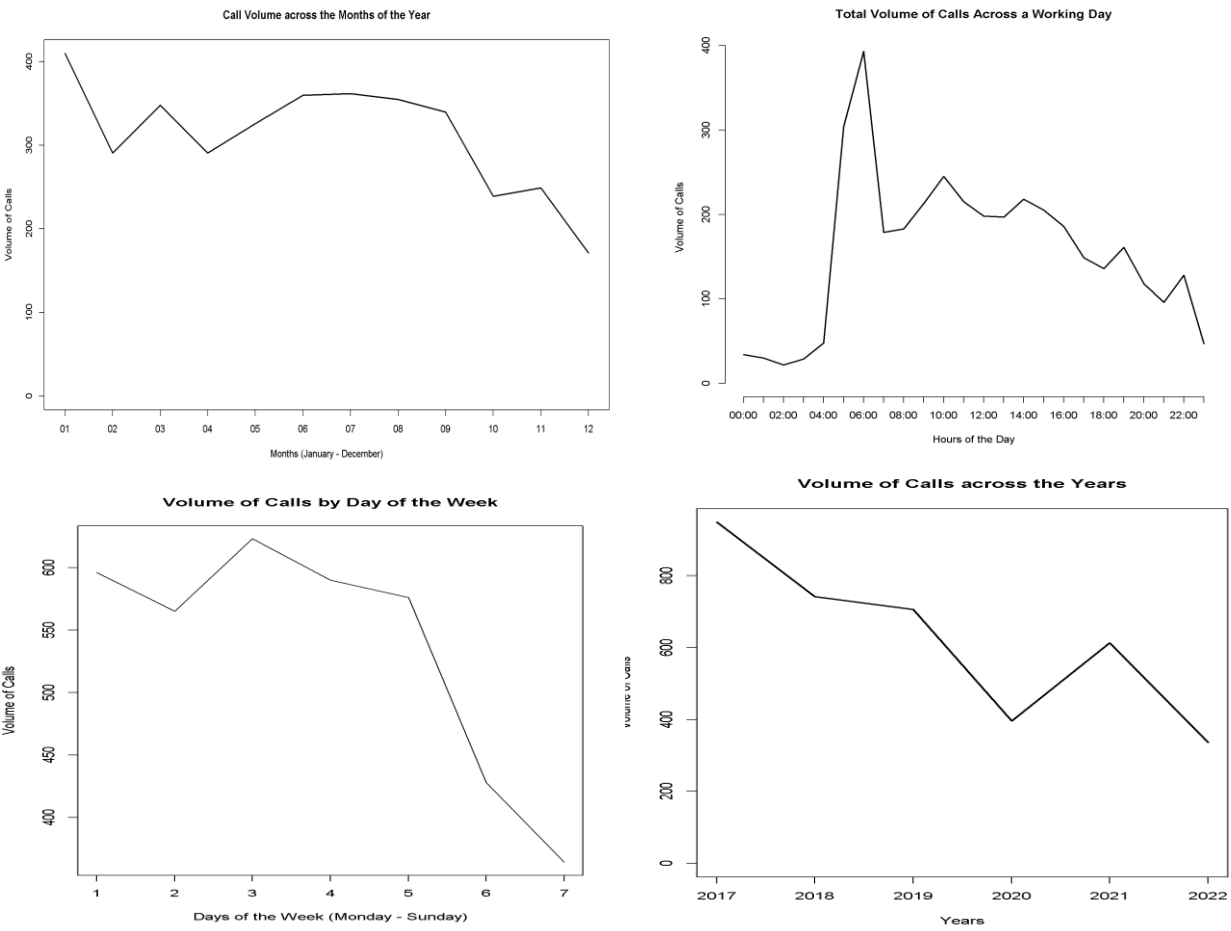 Call Volume across the Months of the Year
Volume of Calls
400
300
200
100
0
01 02 03 04 05 06 07 08 09 10 11 12
Months (January - December)
Total Volume of Calls Across a Working Day
Volume of Calls
400
300
200
100
0
00:00 02:00 04:00 06:00 08:00 10:00 12:00 14:00 16:00 18:00 20:00 22:00
Hours of the Day
Volume of Calls by Day of the Week
Volume of Calls
600
550
500
450
400
1 2 3 4 5 6 7
Days of the Week (Monday - Sunday)
Volume of Calls across the Years
Volume of Calls
800
600
400
200
0
2017 2018 2019 2020 2021 2022
Years